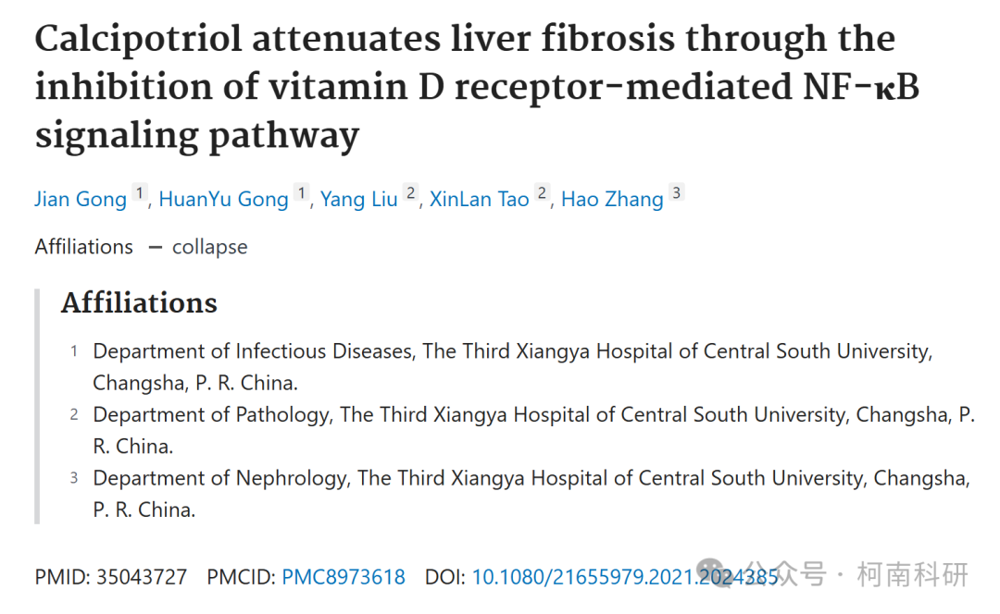 Calcipotriol attenuates liver fibrosis through the
inhibition of vitamin D receptor-mediated NF-κB
signaling pathway
Jian Gong 1, HuanYu Gong 1, Yang Liu 2, XinLan Tao 2, Hao Zhang 3
Affiliations — collapse
Affiliations
1 Department of Infectious Diseases, The Third Xiangya Hospital of Central South University,
Changsha, P. R. China.
2 Department of Pathology, The Third Xiangya Hospital of Central South University, Changsha, P.
R. China.
3 Department of Nephrology, The Third Xiangya Hospital of Central South University, Changsha,
P. R. China.
PMID: 35043727 PMCID: PMC8973618 DOI: 10.1080/21655979.2021.2024385
公众号 · 柯南科研